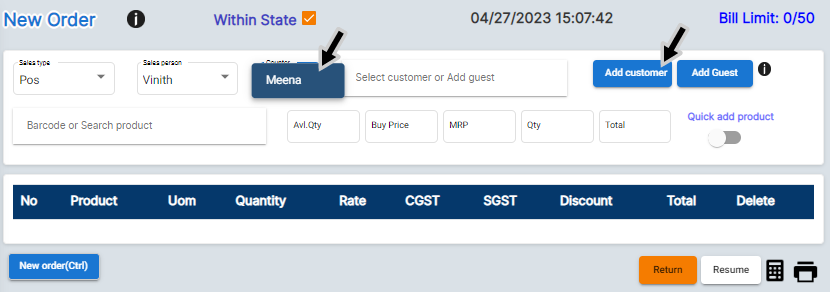 New Order i Within State 04/27/2023 15:07:42 Bill Limit: 0/50
Sales type Sales person Counter
Pos Vinith Meena Select customer or Add guest Add customer Add Guest i
Barcode or Search product Avl.Qty Buy Price MRP Qty Total Quick add product
No Product Uom Quantity Rate CGST SGST Discount Total Delete
New order(Ctrl) Return Resume